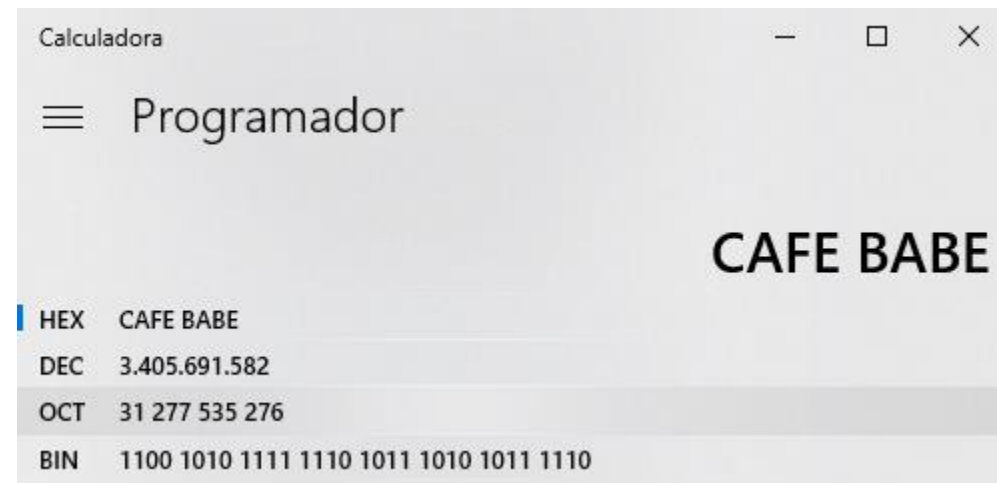 Calculadora
Programador
CAFE BABE
HEX CAFE BABE
DEC 3.405.691.582
OCT 31 277 535 276
BIN 1100 1010 1111 1110 1011 1010 1011 1110